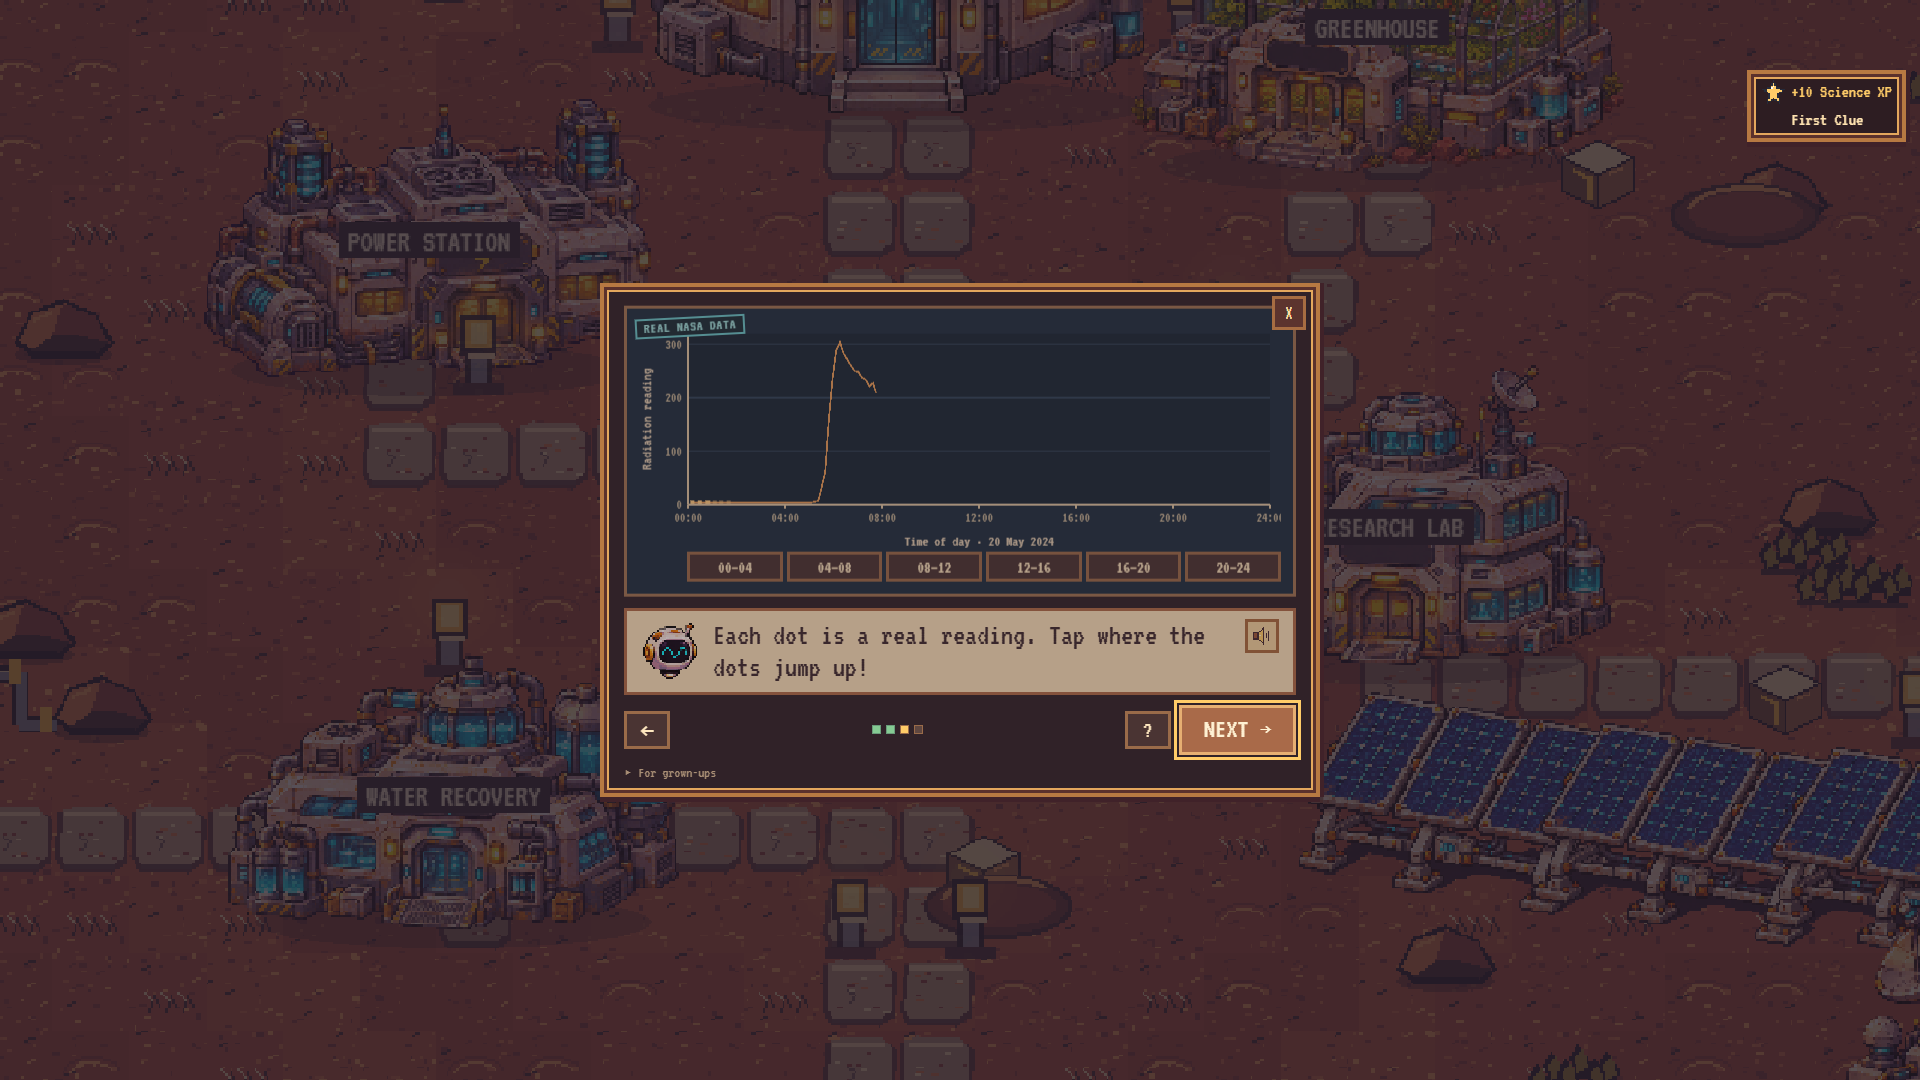 GREENHOUSE
+10 Science XP
First Clue
POWER STATION
X
REAL NASA DATA
300
200
100
0
Radiation reading
00:00 04:00 08:00 12:00 16:00 20:00 24:0
Time of day · 20 May 2024
00-04 04-08 08-12 12-16 16-20 20-24
ESEARCH LAB
Each dot is a real reading. Tap where the
dots jump up!
← ? NEXT →
▸ For grown-ups
WATER RECOVERY